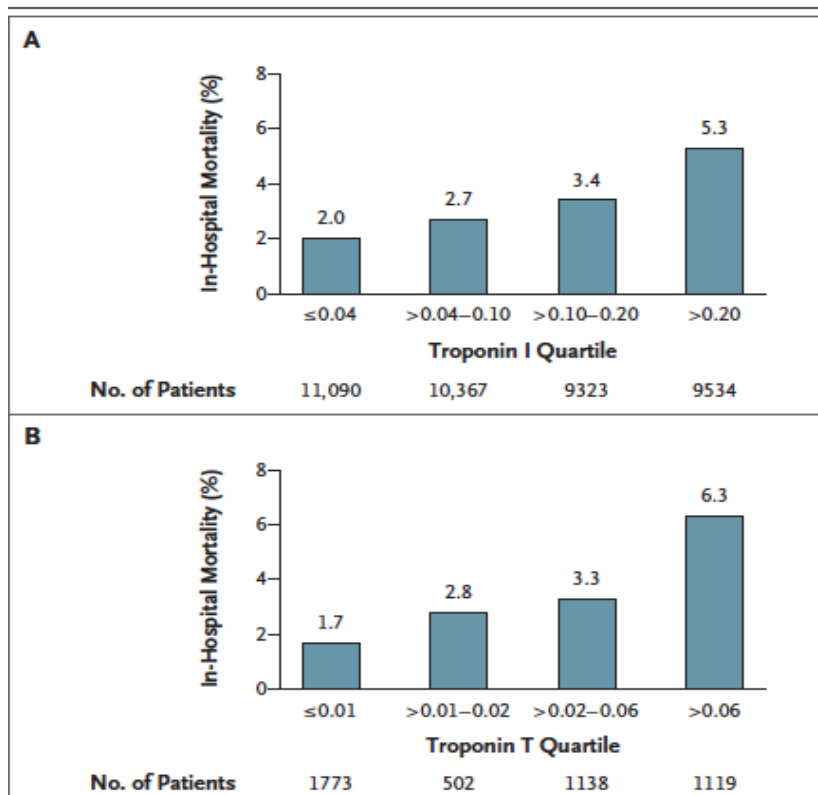 A
In-Hospital Mortality (%)
8
6
4
2
0
2.0
2.7
3.4
5.3
≤0.04 >0.04–0.10 >0.10–0.20 >0.20
Troponin I Quartile
No. of Patients 11,090 10,367 9323 9534
B
In-Hospital Mortality (%)
8
6
4
2
0
1.7
2.8
3.3
6.3
≤0.01 >0.01–0.02 >0.02–0.06 >0.06
Troponin T Quartile
No. of Patients 1773 502 1138 1119